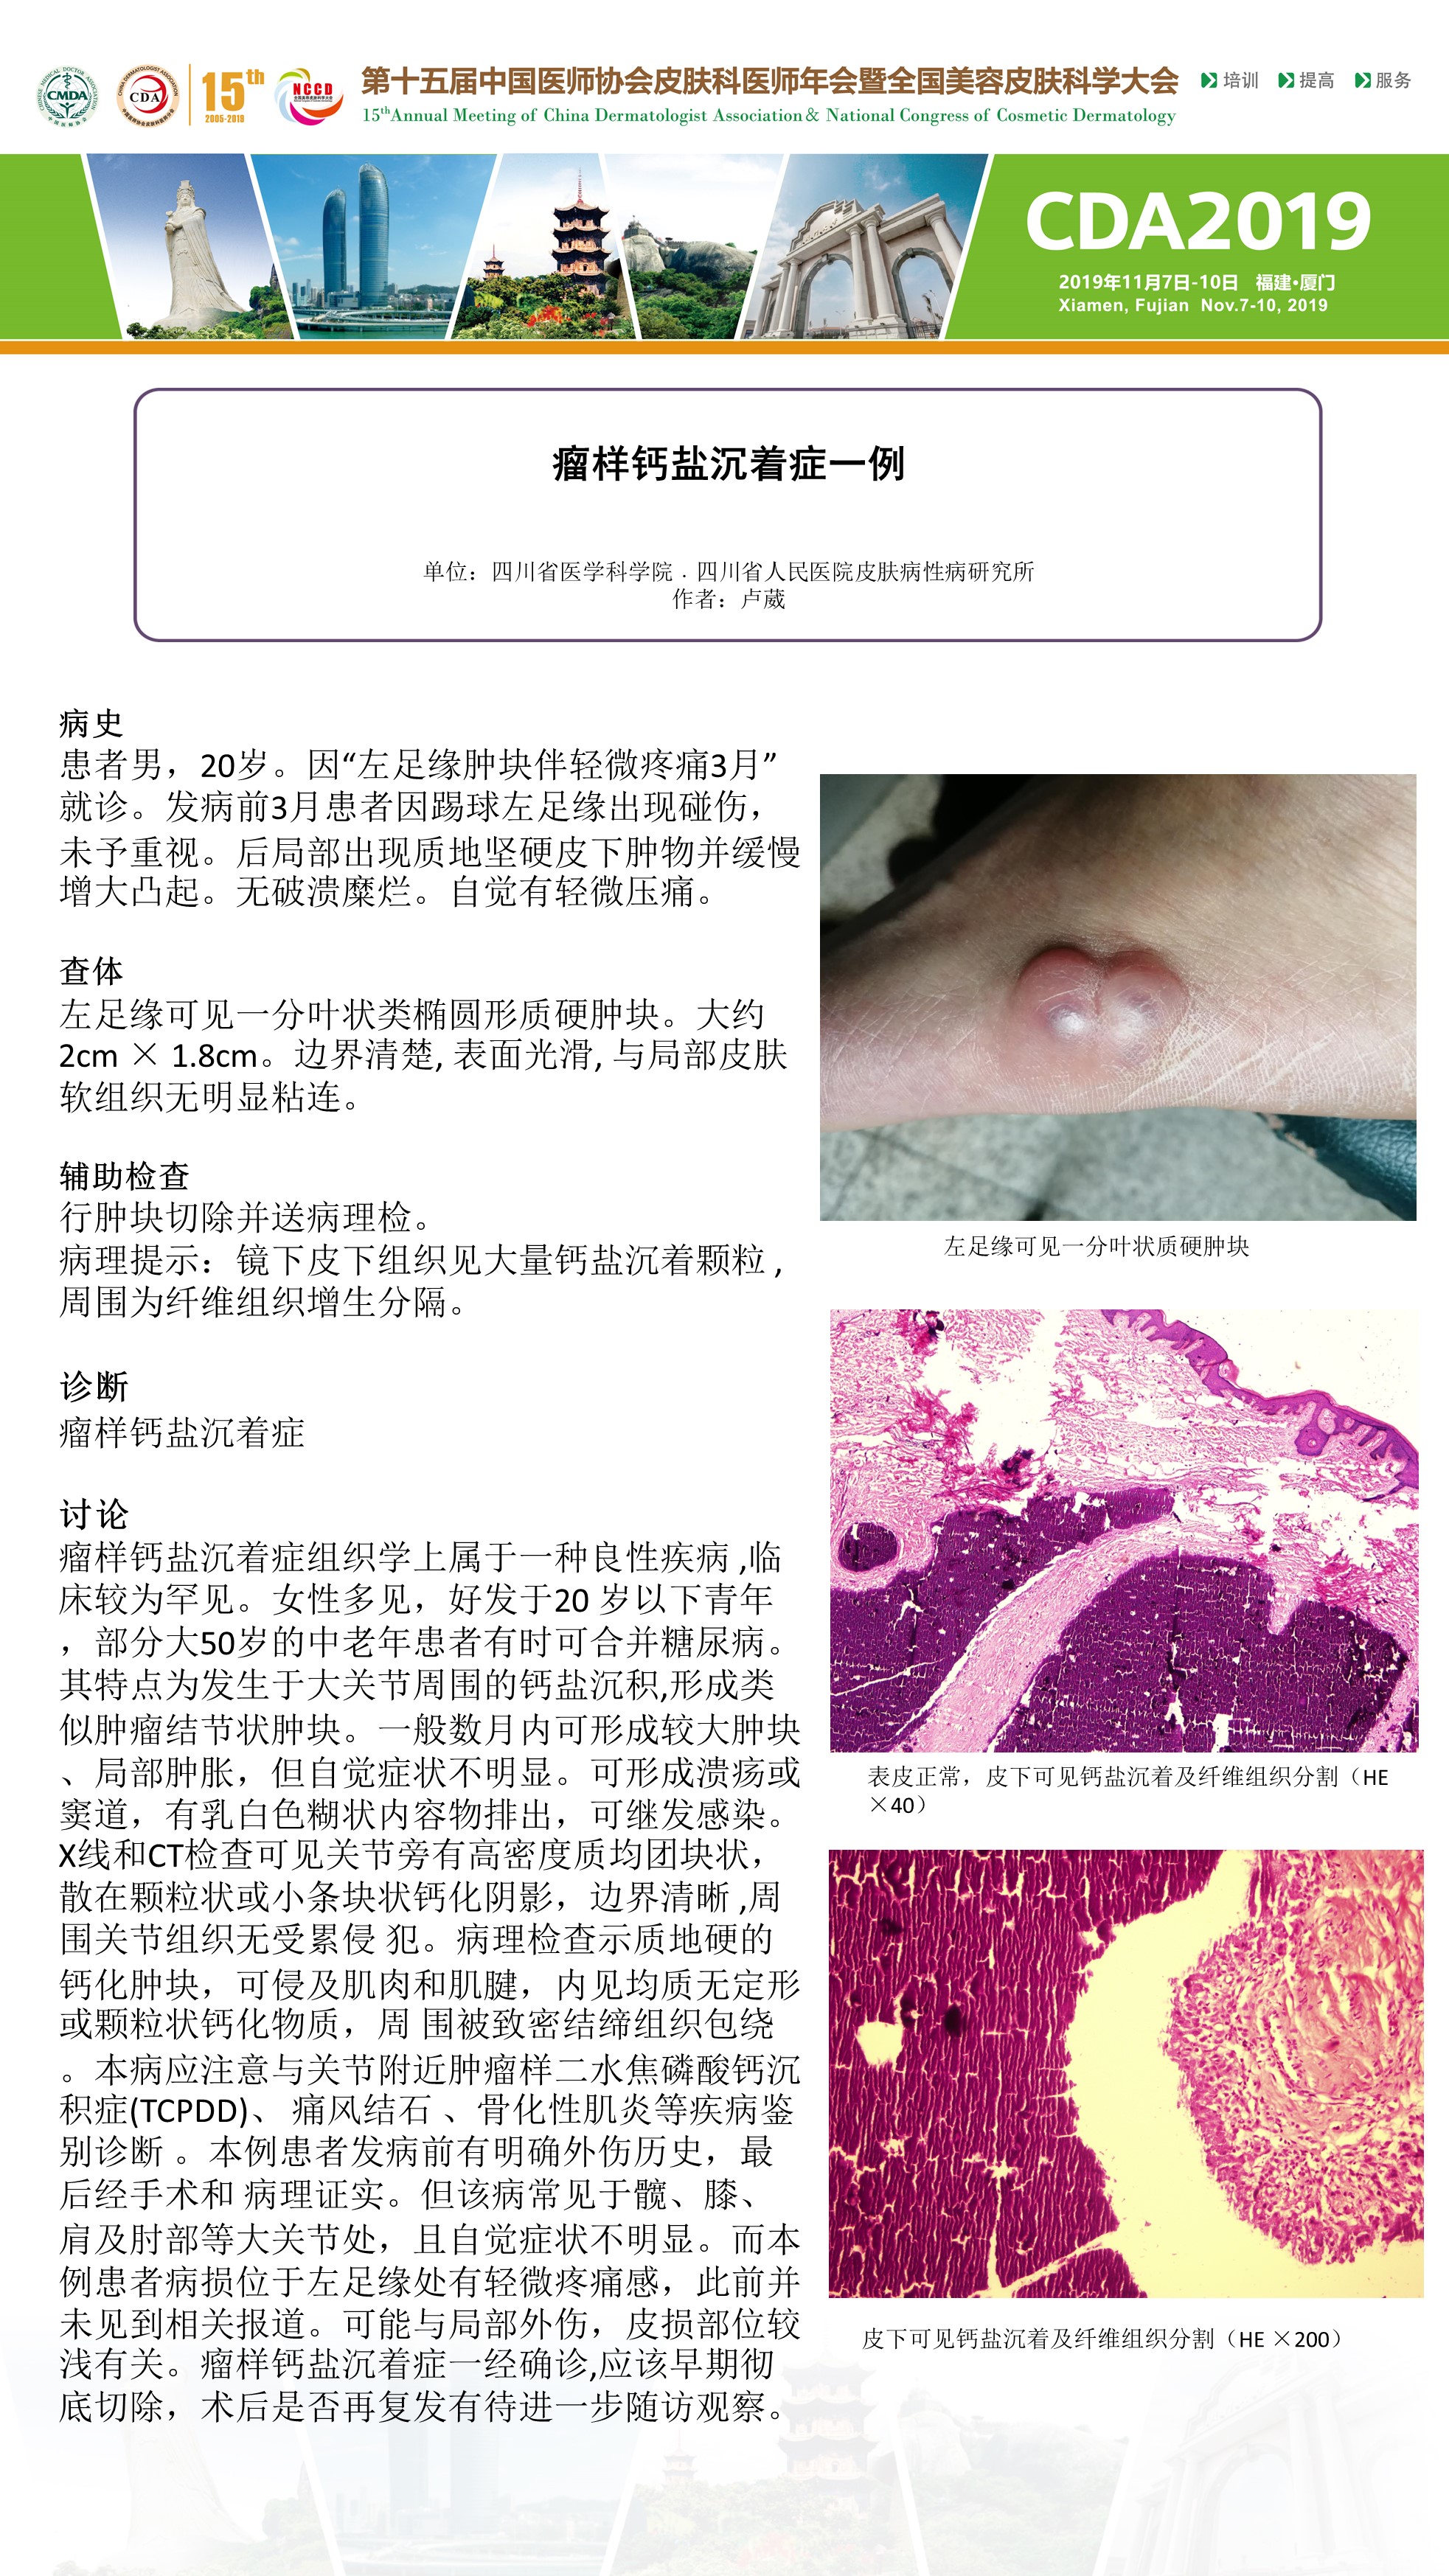 CHINESE MEDICAL DOCTOR ASSOCIATION
CMDA
中国医师协会
CHINA DERMATOLOGIST ASSOCIATION
CDA
15th
2005-2019
NCCD
全国美容皮肤科学大会
第十五届中国医师协会皮肤科医师年会暨全国美容皮肤科学大会
15thAnnual Meeting of China Dermatologist Association& National Congress of Cosmetic Dermatology
培训 提高 服务
CDA2019
2019年11月7日-10日 福建•厦门
Xiamen, Fujian Nov.7-10, 2019
瘤样钙盐沉着症一例
单位：四川省医学科学院．四川省人民医院皮肤病性病研究所
作者：卢葳
病史
患者男，20岁。因“左足缘肿块伴轻微疼痛3月”
就诊。发病前3月患者因踢球左足缘出现碰伤，
未予重视。后局部出现质地坚硬皮下肿物并缓慢
增大凸起。无破溃糜烂。自觉有轻微压痛。
查体
左足缘可见一分叶状类椭圆形质硬肿块。大约
2cm × 1.8cm。边界清楚, 表面光滑, 与局部皮肤
软组织无明显粘连。
辅助检查
行肿块切除并送病理检。
病理提示：镜下皮下组织见大量钙盐沉着颗粒 ,
周围为纤维组织增生分隔。
诊断
瘤样钙盐沉着症
讨论
瘤样钙盐沉着症组织学上属于一种良性疾病 ,临
床较为罕见。女性多见，好发于20 岁以下青年
，部分大50岁的中老年患者有时可合并糖尿病。
其特点为发生于大关节周围的钙盐沉积,形成类
似肿瘤结节状肿块。一般数月内可形成较大肿块
、局部肿胀，但自觉症状不明显。可形成溃疡或
窦道，有乳白色糊状内容物排出，可继发感染。
X线和CT检查可见关节旁有高密度质均团块状，
散在颗粒状或小条块状钙化阴影，边界清晰 ,周
围关节组织无受累侵 犯。病理检查示质地硬的
钙化肿块，可侵及肌肉和肌腱，内见均质无定形
或颗粒状钙化物质，周 围被致密结缔组织包绕
。本病应注意与关节附近肿瘤样二水焦磷酸钙沉
积症(TCPDD)、 痛风结石 、骨化性肌炎等疾病鉴
别诊断 。本例患者发病前有明确外伤历史，最
后经手术和 病理证实。但该病常见于髋、膝、
肩及肘部等大关节处，且自觉症状不明显。而本
例患者病损位于左足缘处有轻微疼痛感，此前并
未见到相关报道。可能与局部外伤，皮损部位较
浅有关。瘤样钙盐沉着症一经确诊,应该早期彻
底切除，术后是否再复发有待进一步随访观察。
左足缘可见一分叶状质硬肿块
表皮正常，皮下可见钙盐沉着及纤维组织分割（HE
×40）
皮下可见钙盐沉着及纤维组织分割（HE ×200）